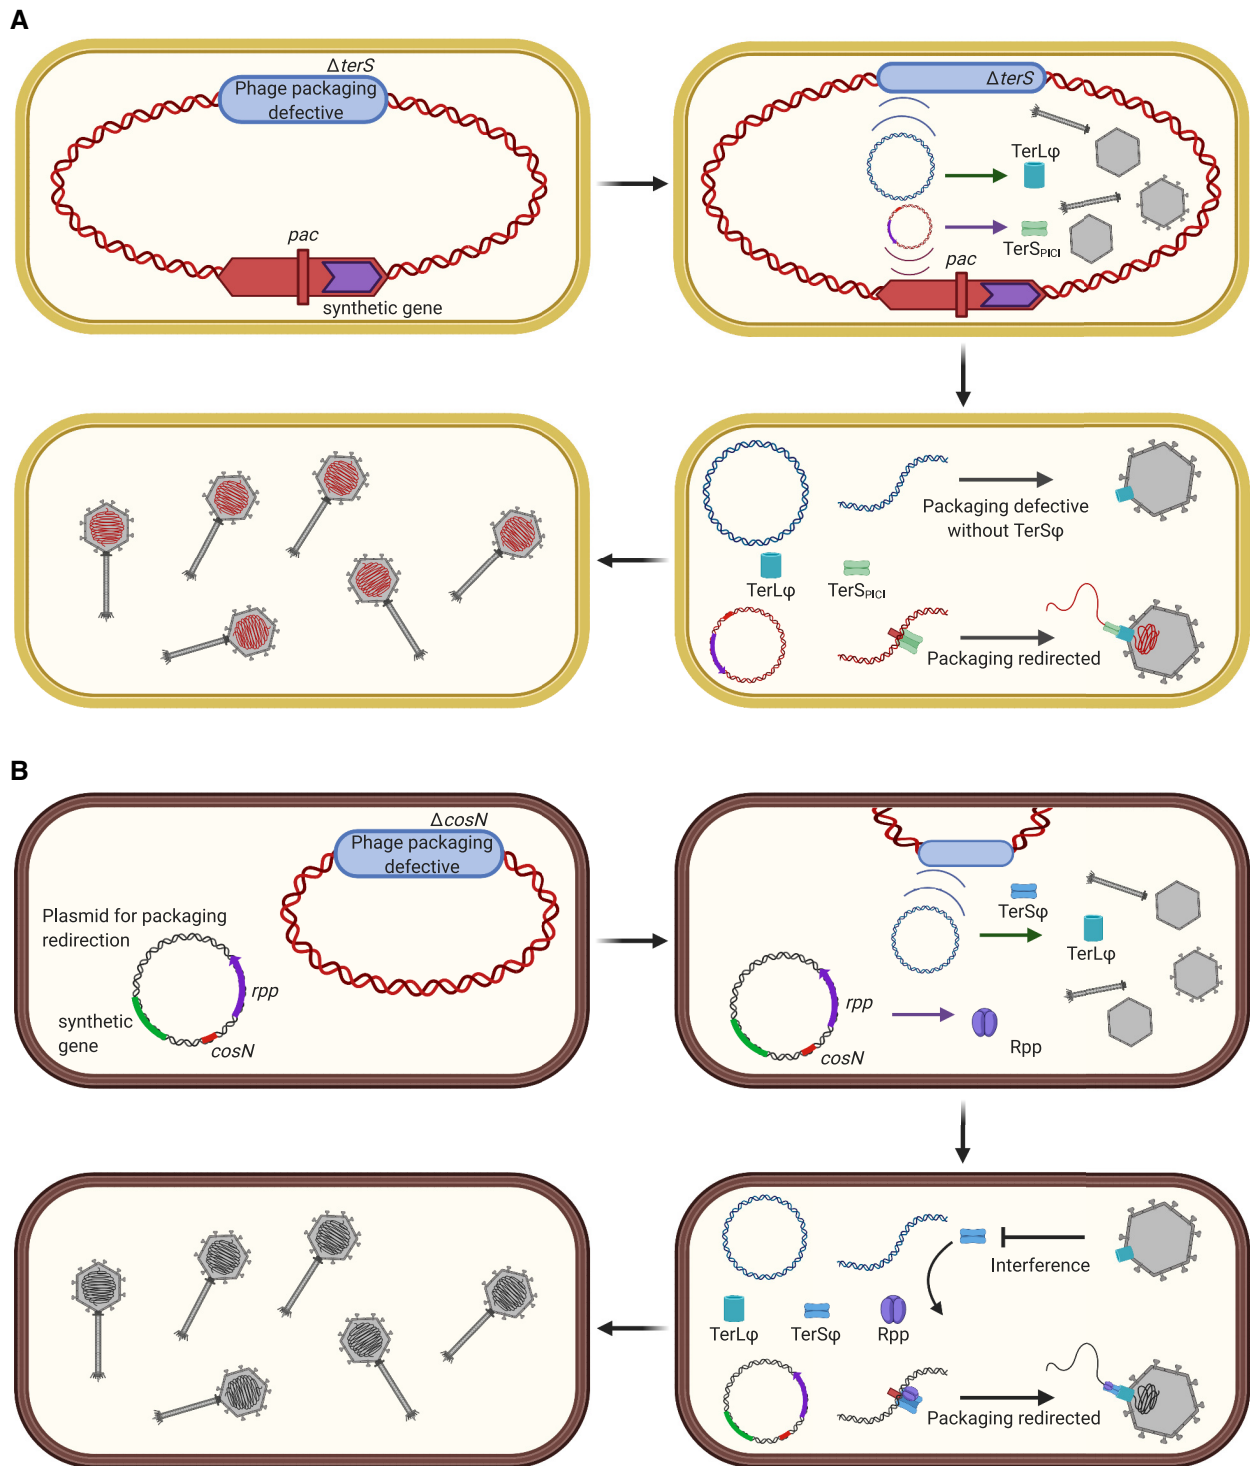 A
ΔterS
Phage packaging
defective
pac
synthetic gene
ΔterS
TerLφ
TerSPICI
pac
Packaging defective
without TerSφ
TerLφ
TerSPICI
Packaging redirected
B
ΔcosN
Phage packaging
defective
Plasmid for packaging
redirection
rpp
synthetic
gene
cosN
TerSφ
TerLφ
rpp
Rpp
cosN
Interference
TerLφ
TerSφ
Rpp
Packaging redirected